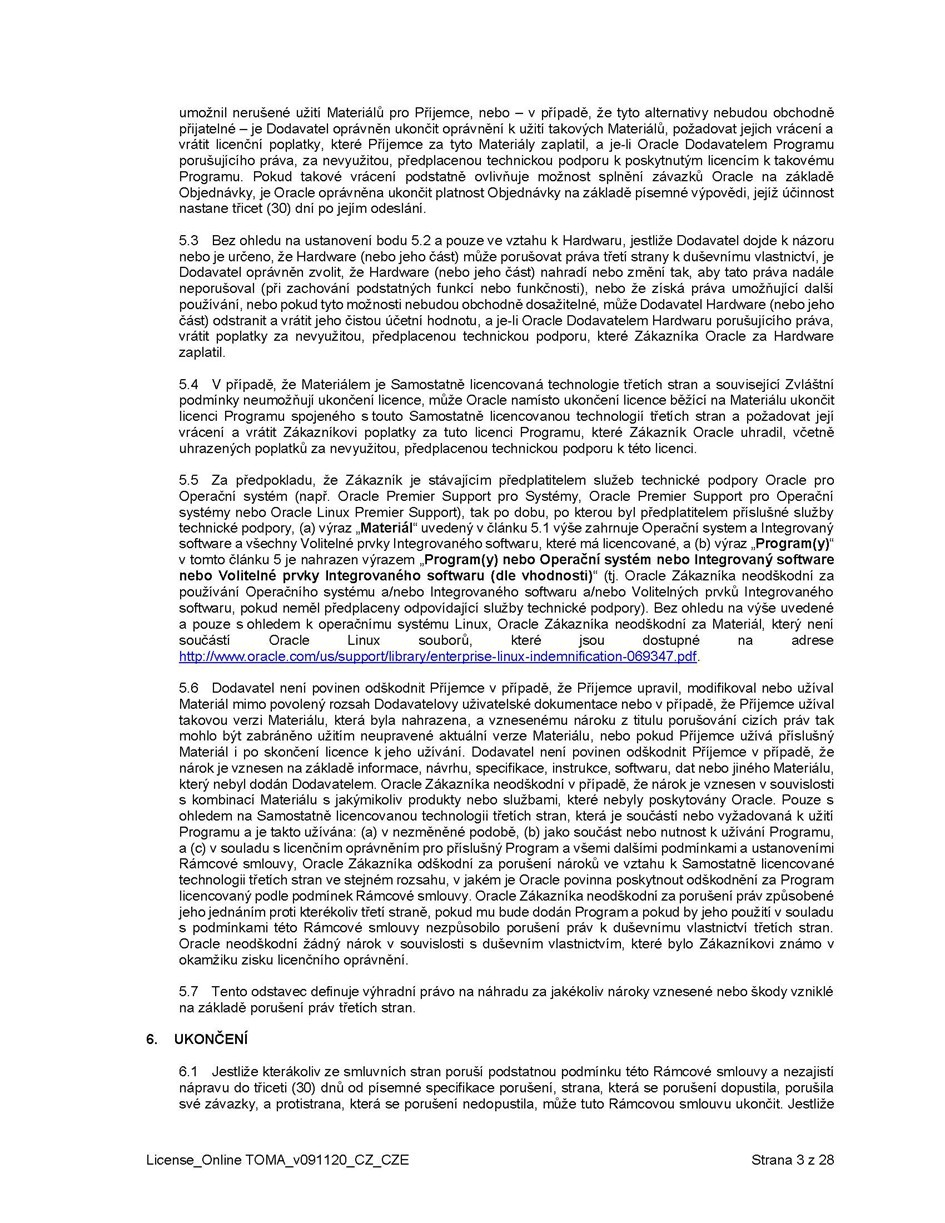 umožnil nerušené užití Materiálů pro Příjemce, nebo – v případě, že tyto alternativy nebudou obchodně
přijatelné – je Dodavatel oprávněn ukončit oprávnění k užití takových Materiálů, požadovat jejich vrácení a
vrátit licenční poplatky, které Příjemce za tyto Materiály zaplatil, a je-li Oracle Dodavatelem Programu
porušujícího práva, za nevyužitou, předplacenou technickou podporu k poskytnutým licencím k takovému
Programu. Pokud takové vrácení podstatně ovlivňuje možnost splnění závazků Oracle na základě
Objednávky, je Oracle oprávněna ukončit platnost Objednávky na základě písemné výpovědi, jejíž účinnost
nastane třicet (30) dní po jejím odeslání.
5.3 Bez ohledu na ustanovení bodu 5.2 a pouze ve vztahu k Hardwaru, jestliže Dodavatel dojde k názoru
nebo je určeno, že Hardware (nebo jeho část) může porušovat práva třetí strany k duševnímu vlastnictví, je
Dodavatel oprávněn zvolit, že Hardware (nebo jeho část) nahradí nebo změní tak, aby tato práva nadále
neporušoval (při zachování podstatných funkcí nebo funkčnosti), nebo že získá práva umožňující další
používání, nebo pokud tyto možnosti nebudou obchodně dosažitelné, může Dodavatel Hardware (nebo jeho
část) odstranit a vrátit jeho čistou účetní hodnotu, a je-li Oracle Dodavatelem Hardwaru porušujícího práva,
vrátit poplatky za nevyužitou, předplacenou technickou podporu, které Zákazníka Oracle za Hardware
zaplatil.
5.4 V případě, že Materiálem je Samostatně licencovaná technologie třetích stran a související Zvláštní
podmínky neumožňují ukončení licence, může Oracle namísto ukončení licence běžící na Materiálu ukončit
licenci Programu spojeného s touto Samostatně licencovanou technologií třetích stran a požadovat její
vrácení a vrátit Zákazníkovi poplatky za tuto licenci Programu, které Zákazník Oracle uhradil, včetně
uhrazených poplatků za nevyužitou, předplacenou technickou podporu k této licenci.
5.5 Za předpokladu, že Zákazník je stávajícím předplatitelem služeb technické podpory Oracle pro
Operační systém (např. Oracle Premier Support pro Systémy, Oracle Premier Support pro Operační
systémy nebo Oracle Linux Premier Support), tak po dobu, po kterou byl předplatitelem příslušné služby
technické podpory, (a) výraz „Materiál“ uvedený v článku 5.1 výše zahrnuje Operační system a Integrovaný
software a všechny Volitelné prvky Integrovaného softwaru, které má licencované, a (b) výraz „Program(y)“
v tomto článku 5 je nahrazen výrazem „Program(y) nebo Operační systém nebo Integrovaný software
nebo Volitelné prvky Integrovaného softwaru (dle vhodnosti)“ (tj. Oracle Zákazníka neodškodní za
používání Operačního systému a/nebo Integrovaného softwaru a/nebo Volitelných prvků Integrovaného
softwaru, pokud neměl předplaceny odpovídající služby technické podpory). Bez ohledu na výše uvedené
a pouze s ohledem k operačnímu systému Linux, Oracle Zákazníka neodškodní za Materiál, který není
součástí Oracle Linux souborů, které jsou dostupné na adrese
http://www.oracle.com/us/support/library/enterprise-linux-indemnification-069347.pdf.
5.6 Dodavatel není povinen odškodnit Příjemce v případě, že Příjemce upravil, modifikoval nebo užíval
Materiál mimo povolený rozsah Dodavatelovy uživatelské dokumentace nebo v případě, že Příjemce užíval
takovou verzi Materiálu, která byla nahrazena, a vznesenému nároku z titulu porušování cizích práv tak
mohlo být zabráněno užitím neupravené aktuální verze Materiálu, nebo pokud Příjemce užívá příslušný
Materiál i po skončení licence k jeho užívání. Dodavatel není povinen odškodnit Příjemce v případě, že
nárok je vznesen na základě informace, návrhu, specifikace, instrukce, softwaru, dat nebo jiného Materiálu,
který nebyl dodán Dodavatelem. Oracle Zákazníka neodškodní v případě, že nárok je vznesen v souvislosti
s kombinací Materiálu s jakýmikoliv produkty nebo službami, které nebyly poskytovány Oracle. Pouze s
ohledem na Samostatně licencovanou technologii třetích stran, která je součástí nebo vyžadovaná k užití
Programu a je takto užívána: (a) v nezměněné podobě, (b) jako součást nebo nutnost k užívání Programu,
a (c) v souladu s licenčním oprávněním pro příslušný Program a všemi dalšími podmínkami a ustanoveními
Rámcové smlouvy, Oracle Zákazníka odškodní za porušení nároků ve vztahu k Samostatně licencované
technologii třetích stran ve stejném rozsahu, v jakém je Oracle povinna poskytnout odškodnění za Program
licencovaný podle podmínek Rámcové smlouvy. Oracle Zákazníka neodškodní za porušení práv způsobené
jeho jednáním proti kterékoliv třetí straně, pokud mu bude dodán Program a pokud by jeho použití v souladu
s podmínkami této Rámcové smlouvy nezpůsobilo porušení práv k duševnímu vlastnictví třetích stran.
Oracle neodškodní žádný nárok v souvislosti s duševním vlastnictvím, které bylo Zákazníkovi známo v
okamžiku zisku licenčního oprávnění.
5.7 Tento odstavec definuje výhradní právo na náhradu za jakékoliv nároky vznesené nebo škody vzniklé
na základě porušení práv třetích stran.
6. UKONČENÍ
6.1 Jestliže kterákoliv ze smluvních stran poruší podstatnou podmínku této Rámcové smlouvy a nezajistí
nápravu do třiceti (30) dnů od písemné specifikace porušení, strana, která se porušení dopustila, porušila
své závazky, a protistrana, která se porušení nedopustila, může tuto Rámcovou smlouvu ukončit. Jestliže
License_Online TOMA_v091120_CZ_CZE
Strana 3 z 28